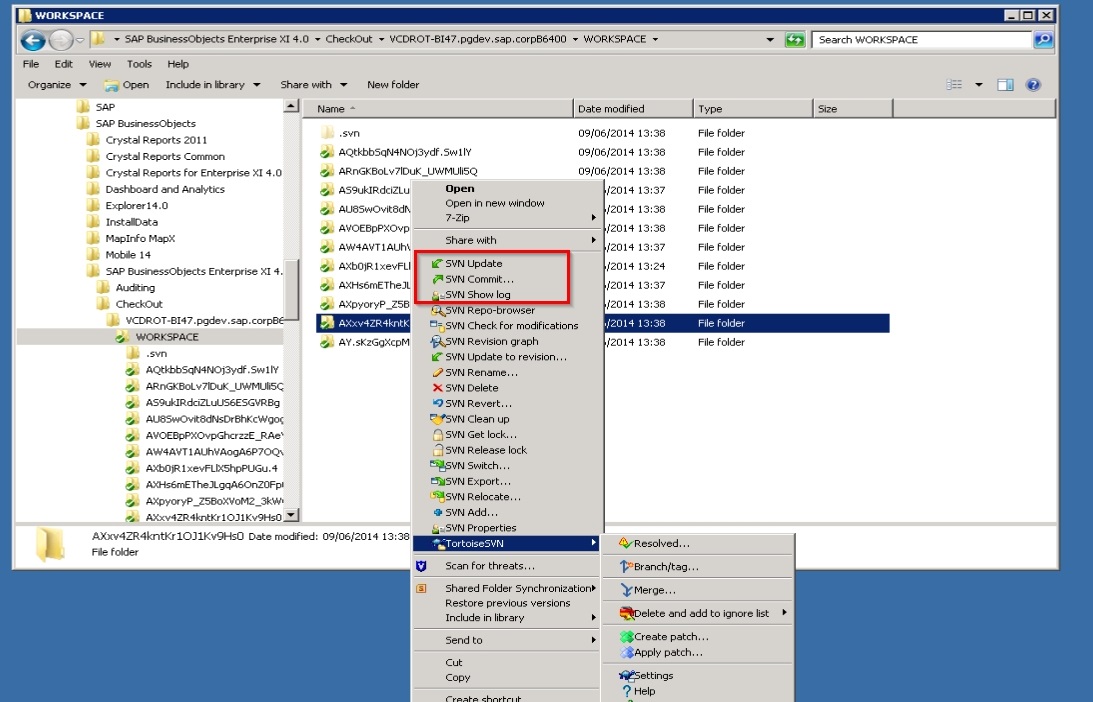 WORKSPACE
SAP BusinessObjects Enterprise XI 4.0 CheckOut VCDROT-BI47.pgdev.sap.corpB6400 WORKSPACE Search WORKSPACE
File Edit View Tools Help
Organize Open Include in library Share with New folder
SAP
SAP BusinessObjects
Crystal Reports 2011
Crystal Reports Common
Crystal Reports for Enterprise XI 4.0
Dashboard and Analytics
Explorer14.0
InstallData
MapInfo MapX
Mobile 14
SAP BusinessObjects Enterprise XI 4.
Auditing
CheckOut
VCDROT-BI47.pgdev.sap.corpB6
WORKSPACE
.svn
AQtkbbSqN4NOj3ydf.Sw1lY
ARnGKBoLv7lDuK_UWMUli5Q
AS9ukIRdciZLuUS6ESGVRBg
AU8SwOvit8dNsDrBhKcWgog
AVOEBpPXOvpGhcrzzE_RAeY
AW4AVT1AUhVAogA6P7OQv
AXb0jR1xevFLlX5hpPUGu.4
AXHs6mETheJLgqA6OnZ0Fp
AXpyoryP_Z5BoXVoM2_3kW
AXxv4ZR4kntKr1OJ1Kv9Hs0
Name Date modified Type Size
.svn 09/06/2014 13:38 File folder
AQtkbbSqN4NOj3ydf.Sw1lY 09/06/2014 13:38 File folder
ARnGKBoLv7lDuK_UWMUli5Q 09/06/2014 13:38 File folder
AS9ukIRdciZLu /2014 13:37 File folder
AU8SwOvit8dN /2014 13:38 File folder
AVOEBpPXOvp /2014 13:38 File folder
AW4AVT1AUhV /2014 13:37 File folder
AXb0jR1xevFLl /2014 13:24 File folder
AXHs6mETheJL /2014 13:37 File folder
AXpyoryP_Z5B /2014 13:38 File folder
AXxv4ZR4kntK /2014 13:38 File folder
AY.sKzGgXcpM /2014 13:38 File folder
Open
Open in new window
7-Zip
Share with
SVN Update
SVN Commit...
SVN Show log
SVN Repo-browser
SVN Check for modifications
SVN Revision graph
SVN Update to revision...
SVN Rename...
SVN Delete
SVN Revert...
SVN Clean up
SVN Get lock...
SVN Release lock
SVN Switch...
SVN Export...
SVN Relocate...
SVN Add...
SVN Properties
TortoiseSVN
Scan for threats...
Shared Folder Synchronization
Restore previous versions
Include in library
Send to
Cut
Copy
Create shortcut
Resolved...
Branch/tag...
Merge...
Delete and add to ignore list
Create patch...
Apply patch...
Settings
Help
AXxv4ZR4kntKr1OJ1Kv9Hs0 Date modified: 09/06/2014 13:38
File folder